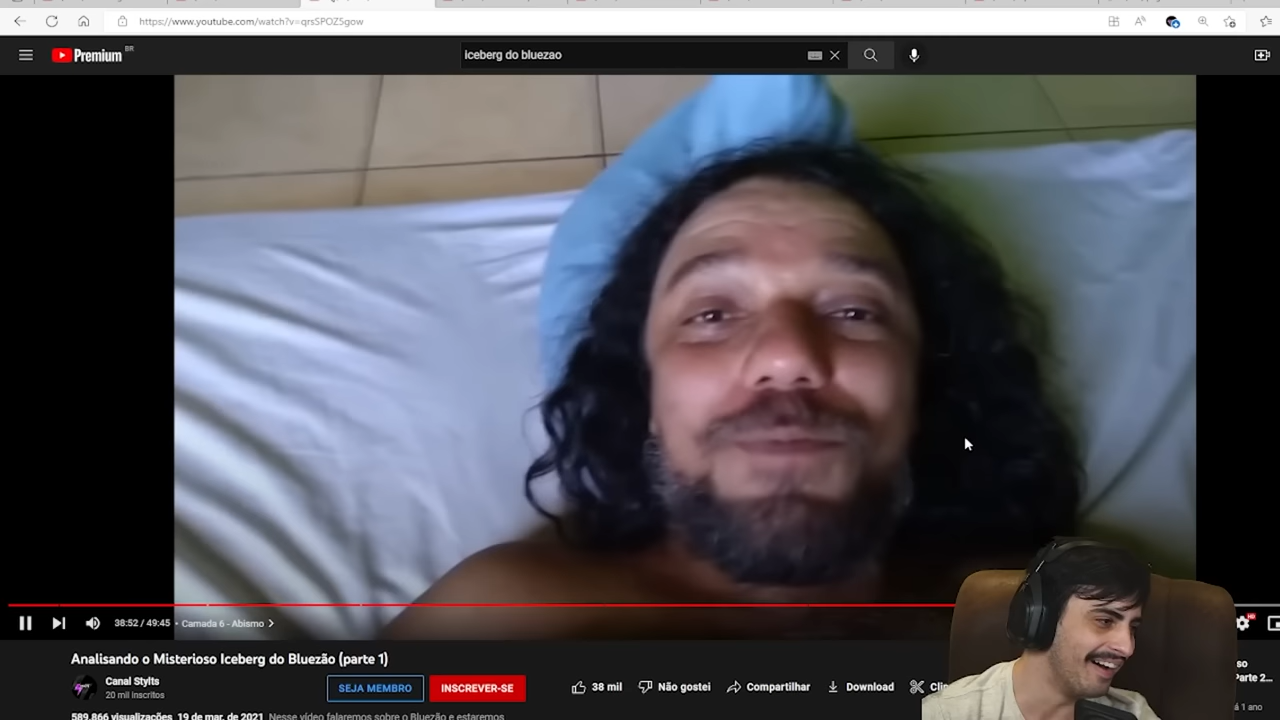 https://www.youtube.com/watch?v=qrsSPOZ5gow
Premium BR
iceberg do bluezao
38:52 / 49:45 • Camada 6 - Abismo
Analisando o Misterioso Iceberg do Bluezão (parte 1)
Canal Stylts
20 mil inscritos
SEJA MEMBRO
INSCREVER-SE
38 mil
Não gostei
Compartilhar
Download
Cli
so
Parte 2...
á 1 ano
589.866 visualizações 19 de mar. de 2021 Nesse vídeo falaremos sobre o Bluezão e estaremos